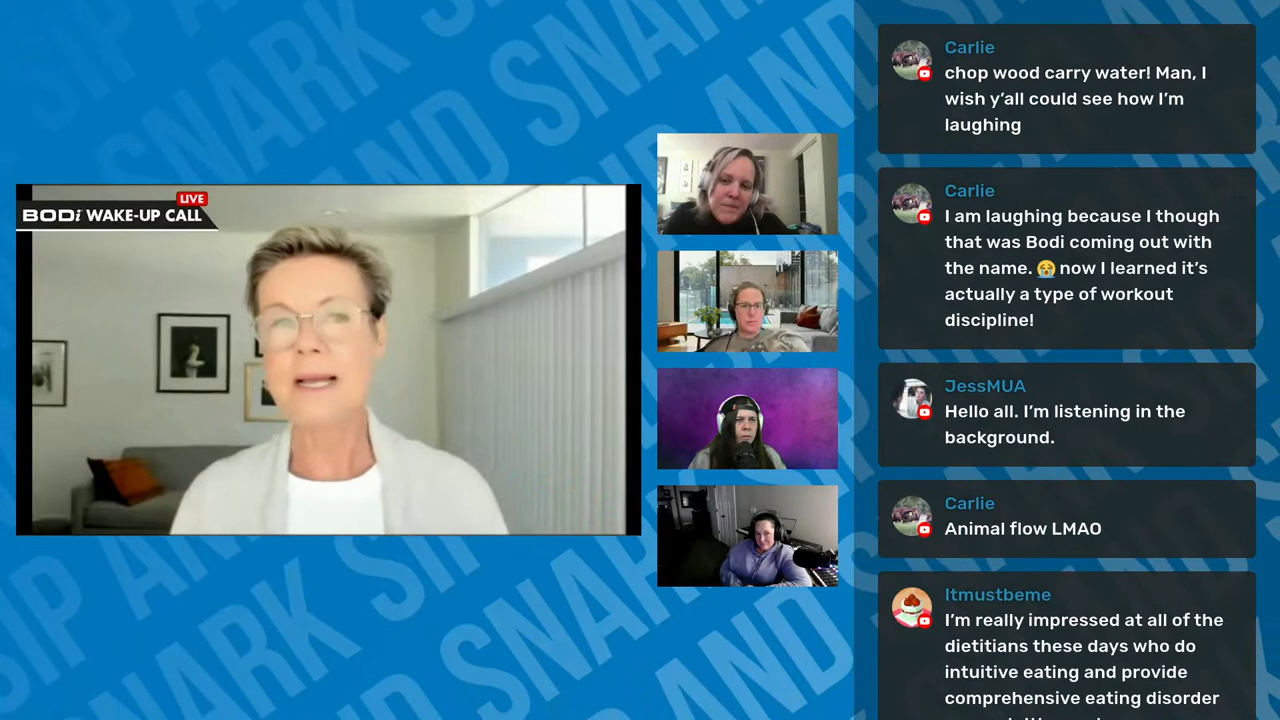 SIP AND SNARK
LIVE
BODi WAKE-UP CALL
Carlie
chop wood carry water! Man, I
wish y’all could see how I’m
laughing
Carlie
I am laughing because I though
that was Bodi coming out with
the name. 😭 now I learned it’s
actually a type of workout
discipline!
JessMUA
Hello all. I’m listening in the
background.
Carlie
Animal flow LMAO
Itmustbeme
I’m really impressed at all of the
dietitians these days who do
intuitive eating and provide
comprehensive eating disorder